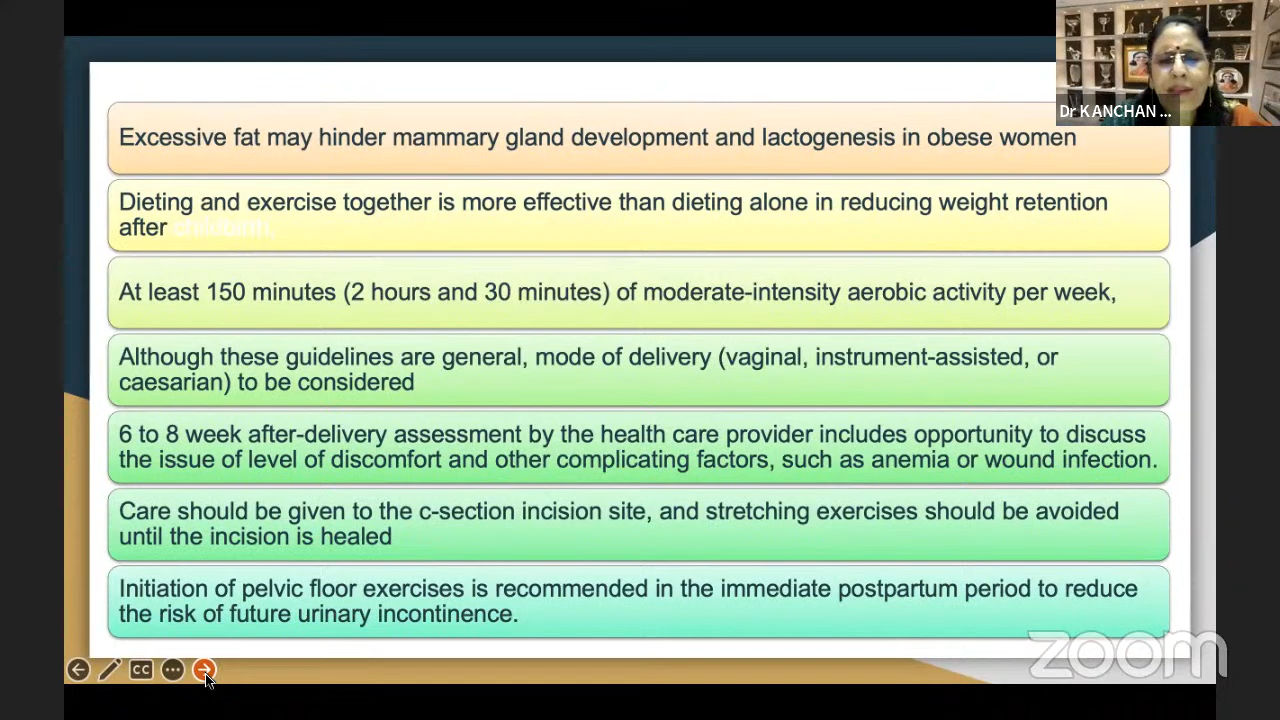 Dr KANCHAN ...
Excessive fat may hinder mammary gland development and lactogenesis in obese women
Dieting and exercise together is more effective than dieting alone in reducing weight retention
after childbirth.
At least 150 minutes (2 hours and 30 minutes) of moderate-intensity aerobic activity per week,
Although these guidelines are general, mode of delivery (vaginal, instrument-assisted, or
caesarian) to be considered
6 to 8 week after-delivery assessment by the health care provider includes opportunity to discuss
the issue of level of discomfort and other complicating factors, such as anemia or wound infection.
Care should be given to the c-section incision site, and stretching exercises should be avoided
until the incision is healed
Initiation of pelvic floor exercises is recommended in the immediate postpartum period to reduce
the risk of future urinary incontinence.
CC
zoom